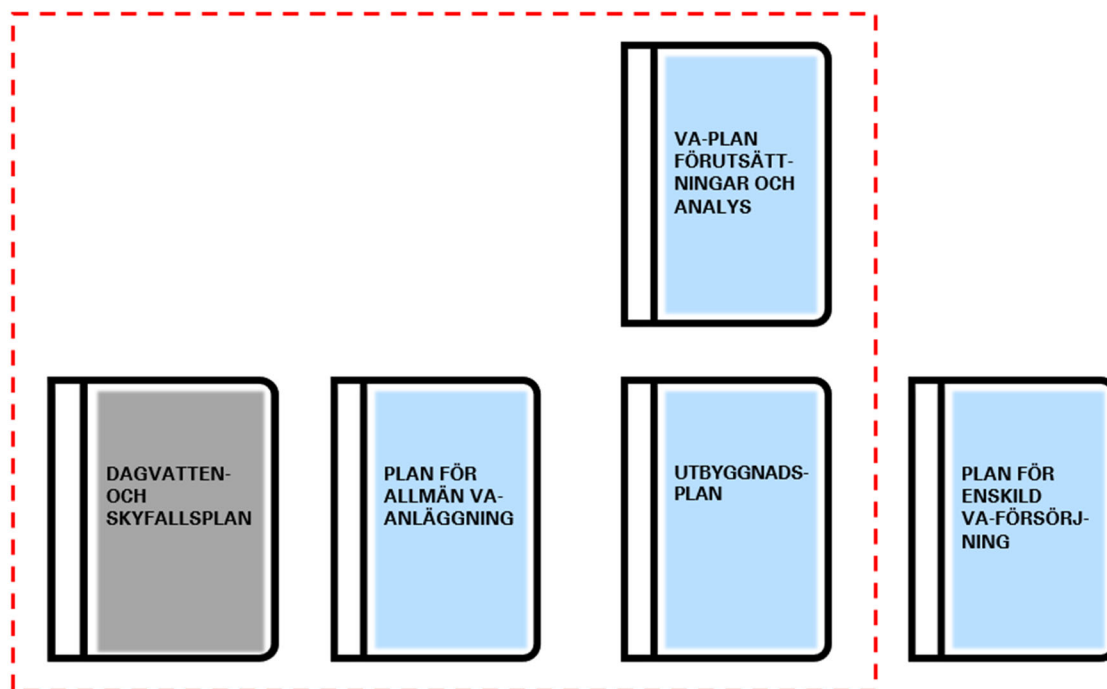 VA-PLAN
FÖRUTSÄTT-
NINGAR OCH
ANALYS
DAGVATTEN-
OCH
SKYFALLSPLAN
PLAN FÖR
ALLMÄN VA-
ANLÄGGNING
UTBYGGNADS-
PLAN
PLAN FÖR
ENSKILD
VA-FÖRSÖRJ-
NING